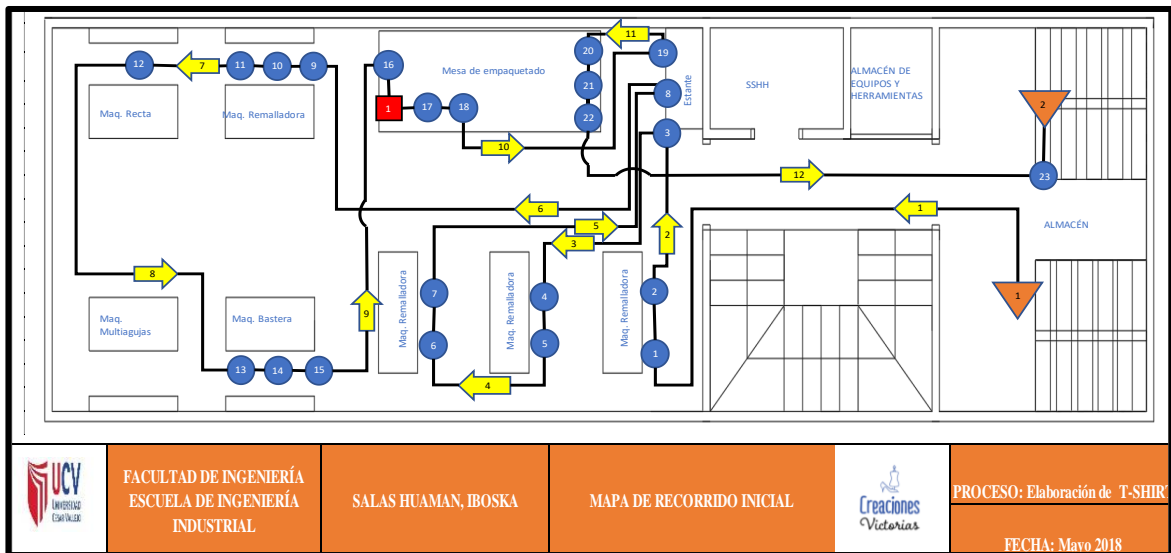 12
7
11
10
9
16
Mesa de empaquetado
20
11
19
Estante
SSHH
ALMACÉN DE
EQUIPOS Y
HERRAMIENTAS
2
Maq. Recta
Maq. Remalladora
1
17
18
21
22
8
3
10
12
23
6
5
3
2
1
ALMACÉN
8
9
7
Maq. Remalladora
4
Maq. Remalladora
2
Maq. Remalladora
1
Maq.
Multiagujas
Maq. Bastera
6
5
1
13
14
15
4
UCV
UNIVERSIDAD
CÉSAR VALLEJO
FACULTAD DE INGENIERÍA
ESCUELA DE INGENIERÍA
INDUSTRIAL
SALAS HUAMAN, IBOSKA
MAPA DE RECORRIDO INICIAL
Creaciones
Victorias
PROCESO: Elaboración de T-SHIRT
FECHA: Mayo 2018